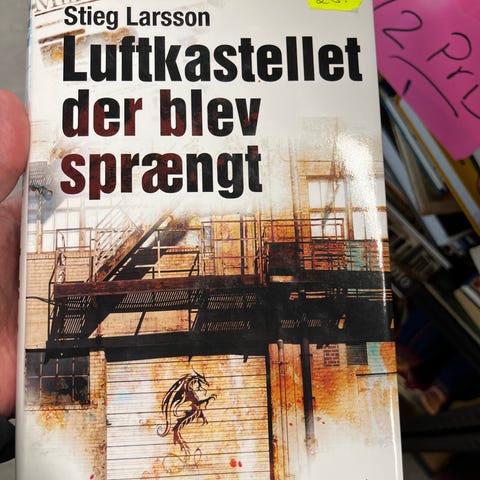 Stieg Larsson
Luftkastellet
der blev
sprængt